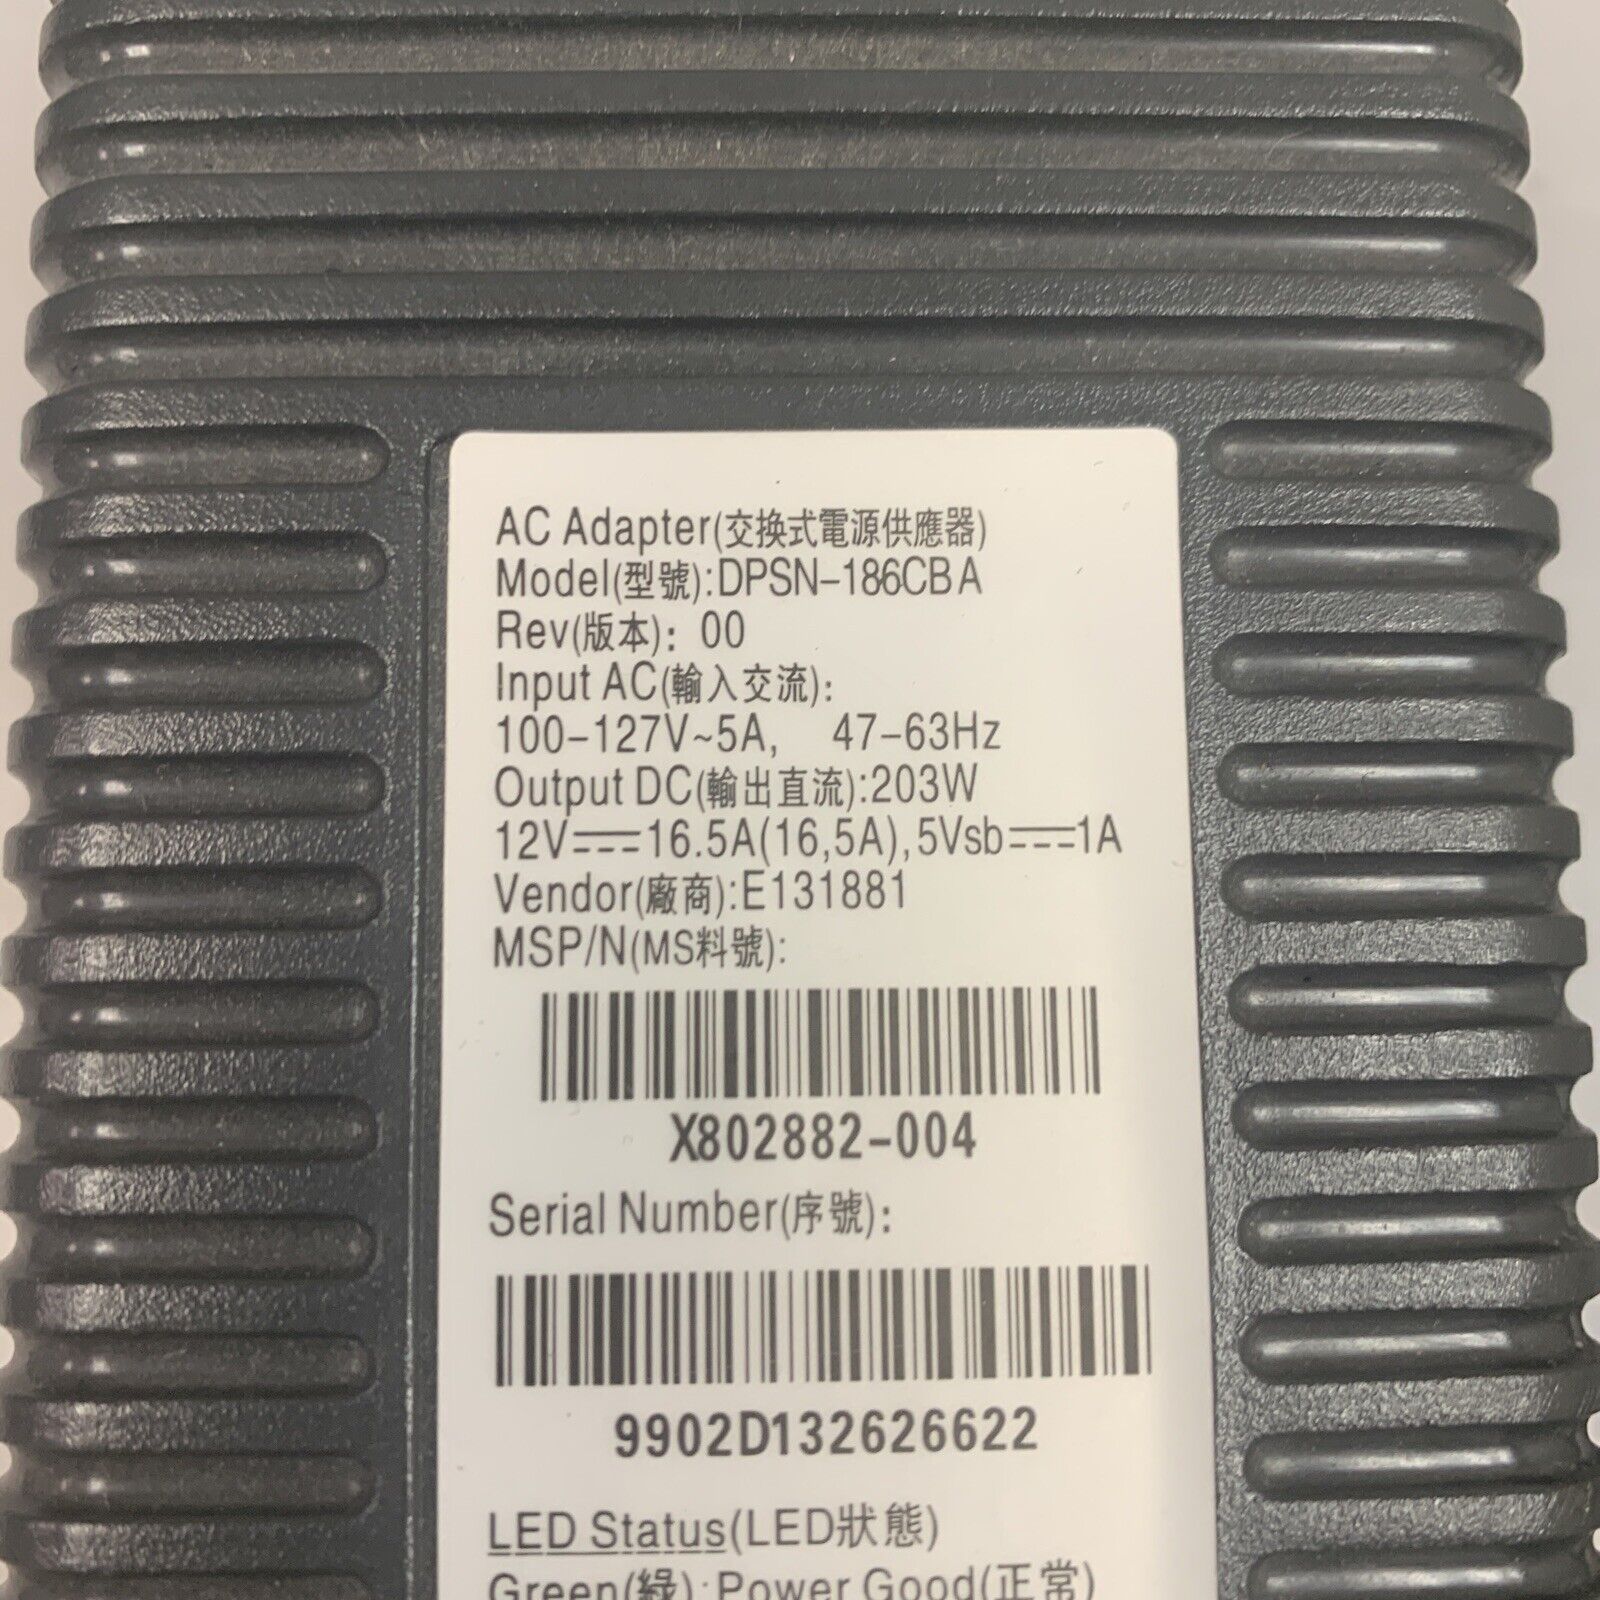 AC Adapter(交換式電源供應器)
Model(型號):DPSN-186CBA
Rev(版本): 00
Input AC(輸入交流):
100-127V~5A, 47-63Hz
Output DC(輸出直流):203W
12V⎓16.5A(16,5A),5Vsb⎓1A
Vendor(廠商):E131881
MSP/N(MS料號):
X802882-004
Serial Number(序號):
9902D132626622
LED Status(LED狀態)
Green(綠):Power Good(正常)